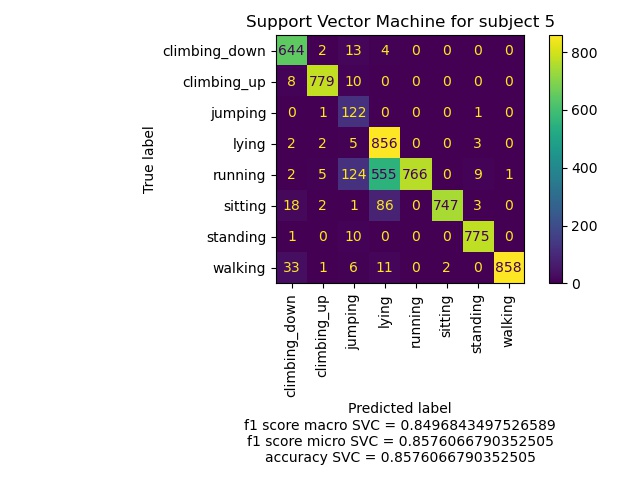 Support Vector Machine for subject 5
climbing_down 644 2 13 4 0 0 0 0
climbing_up 8 779 10 0 0 0 0 0
jumping 0 1 122 0 0 0 1 0
lying 2 2 5 856 0 0 3 0
running 2 5 124 555 766 0 9 1
sitting 18 2 1 86 0 747 3 0
standing 1 0 10 0 0 0 775 0
walking 33 1 6 11 0 2 0 858
True label
climbing_down climbing_up jumping lying running sitting standing walking
Predicted label
800
600
400
200
0
f1 score macro SVC = 0.8496843497526589
f1 score micro SVC = 0.8576066790352505
accuracy SVC = 0.8576066790352505